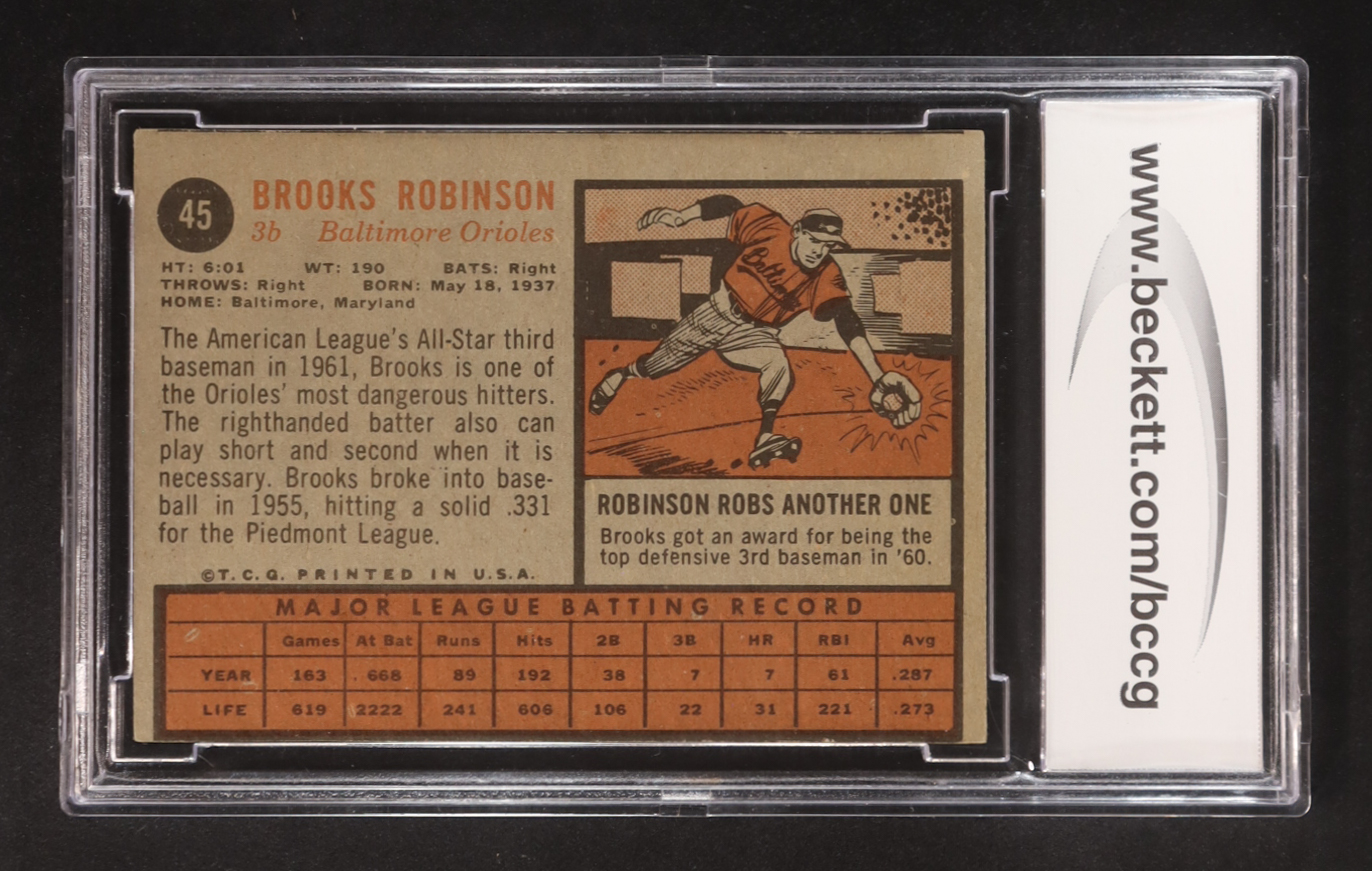 45
BROOKS ROBINSON
3b Baltimore Orioles
HT: 6:01 WT: 190 BATS: Right
THROWS: Right BORN: May 18, 1937
HOME: Baltimore, Maryland
The American League's All-Star third
baseman in 1961, Brooks is one of
the Orioles' most dangerous hitters.
The righthanded batter also can
play short and second when it is
necessary. Brooks broke into base-
ball in 1955, hitting a solid .331
for the Piedmont League.
©T.C.G. PRINTED IN U.S.A.
ROBINSON ROBS ANOTHER ONE
Brooks got an award for being the
top defensive 3rd baseman in '60.
MAJOR LEAGUE BATTING RECORD
Games At Bat Runs Hits 2B 3B HR RBI Avg
YEAR 163 668 89 192 38 7 7 61 .287
LIFE 619 2222 241 606 106 22 31 221 .273
www.beckett.com/bccg